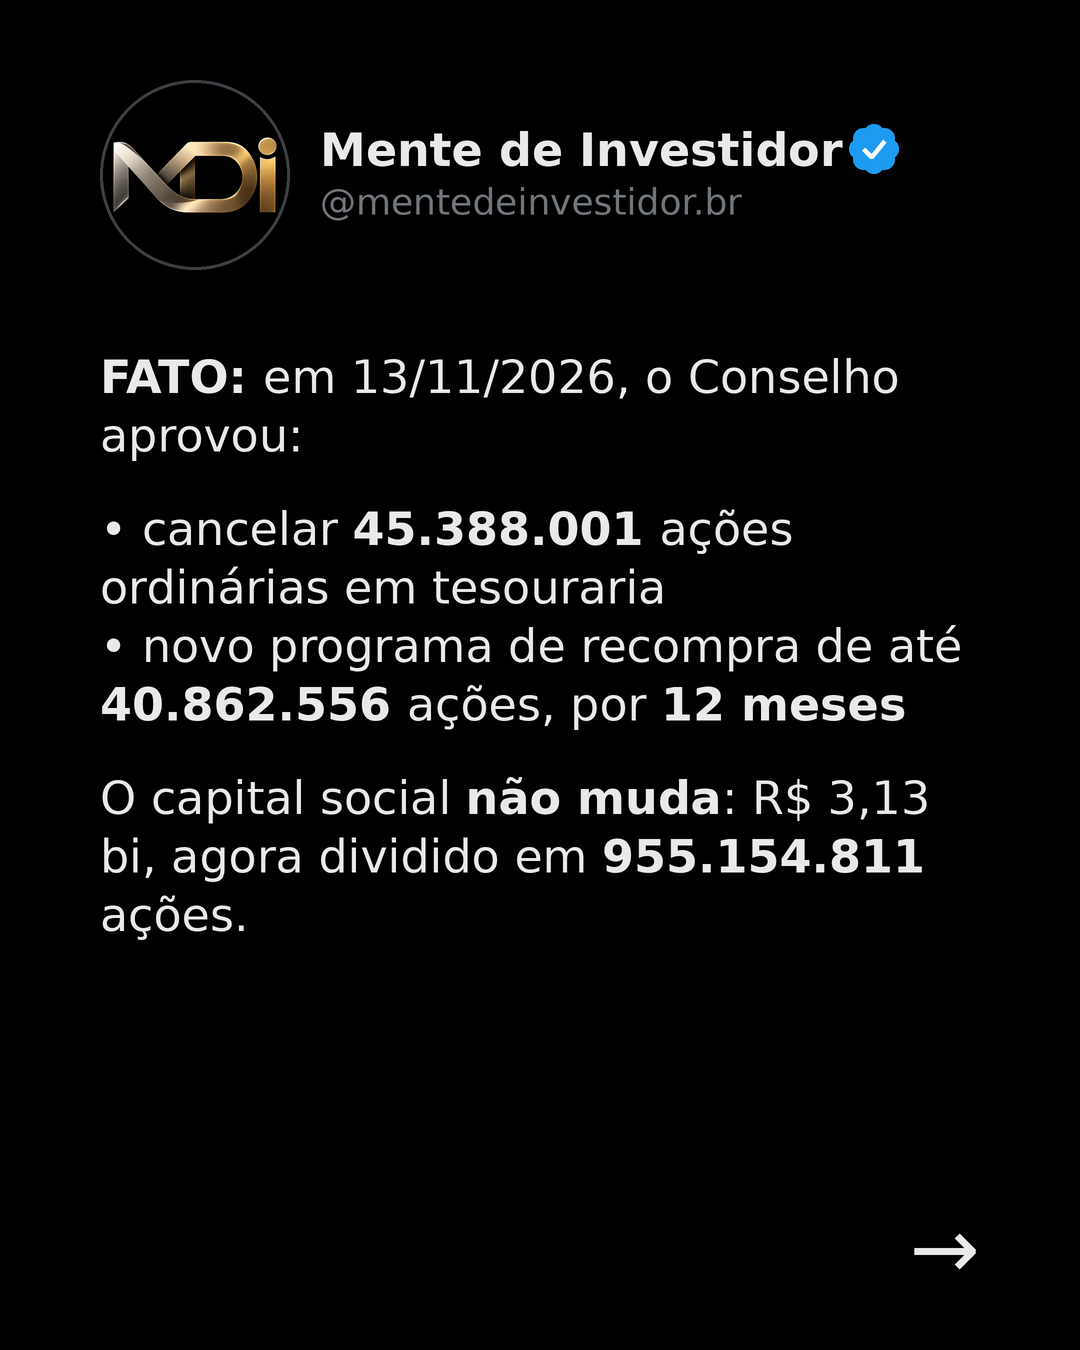 MDi
Mente de Investidor
@mentedeinvestidor.br
FATO: em 13/11/2026, o Conselho
aprovou:
• cancelar 45.388.001 ações
ordinárias em tesouraria
• novo programa de recompra de até
40.862.556 ações, por 12 meses
O capital social não muda: R$ 3,13
bi, agora dividido em 955.154.811
ações.
→